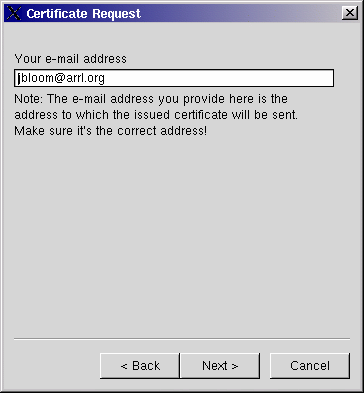 Certificate Request
Your e-mail address
jbloom@arrl.org
Note: The e-mail address you provide here is the
address to which the issued certificate will be sent.
Make sure it's the correct address!
< Back Next > Cancel